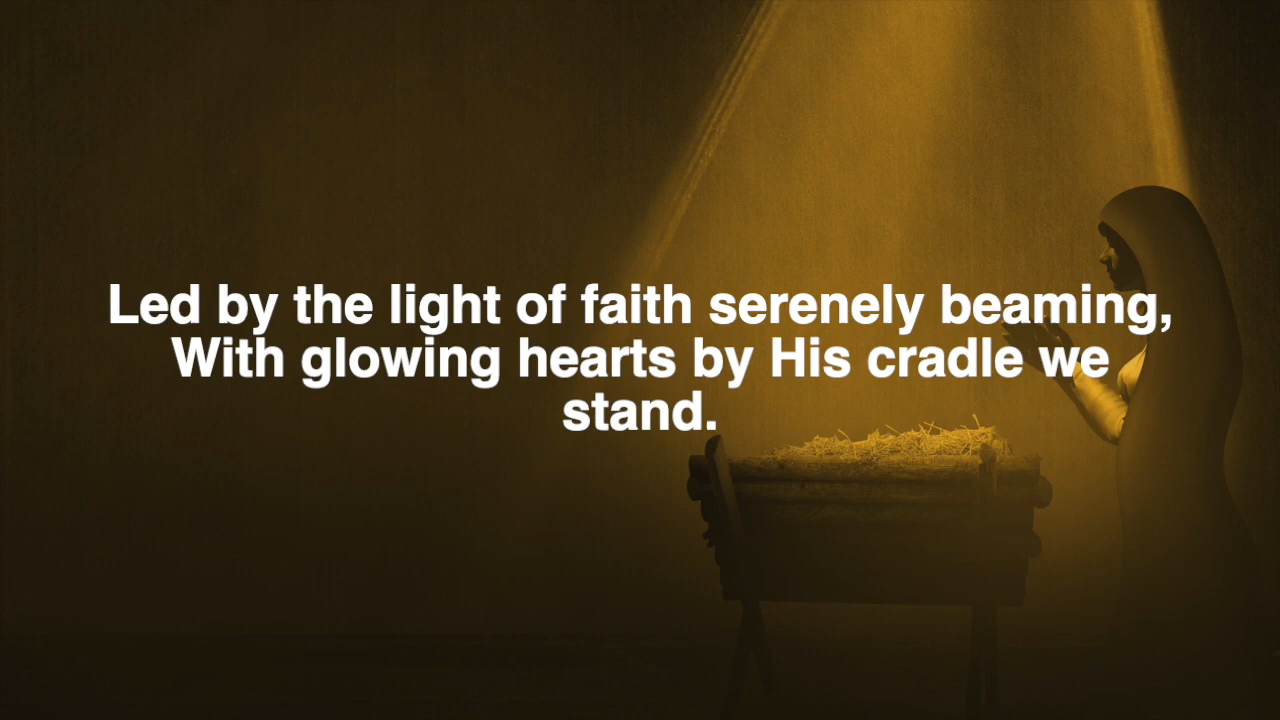 Led by the light of faith serenely beaming,
With glowing hearts by His cradle we
stand.